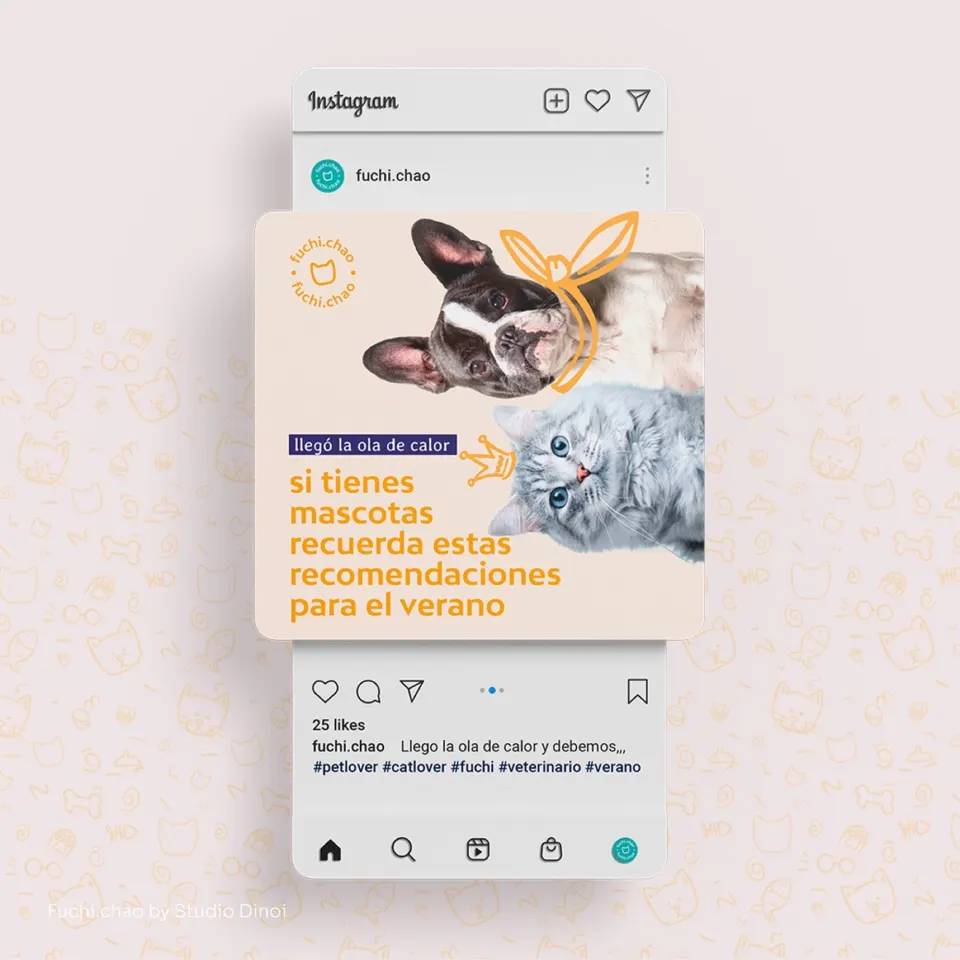 Instagram
fuchi.chao
fuchi.chao
fuchi.chao
llegó la ola de calor
si tienes
mascotas
recuerda estas
recomendaciones
para el verano
25 likes
fuchi.chao Llego la ola de calor y debemos,,,
#petlover #catlover #fuchi #veterinario #verano
Fuchi.chao by Studio Dinoi